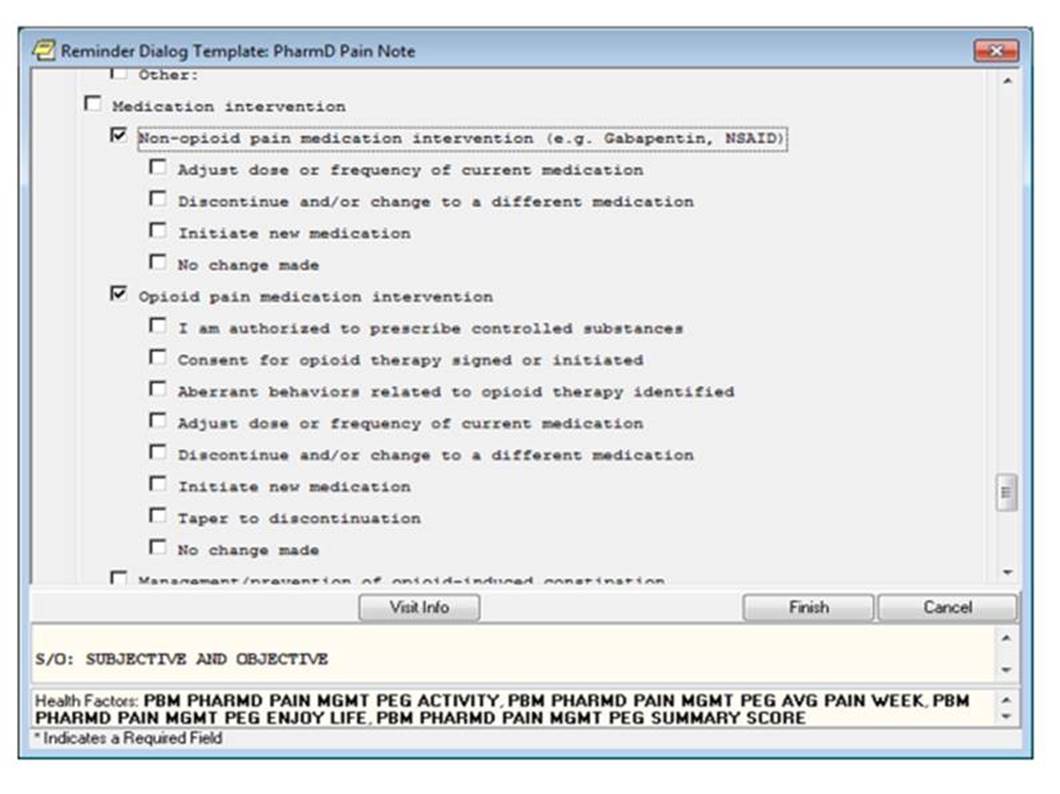 Reminder Dialog Template: PharmD Pain Note
Other:
Medication intervention
Non-opioid pain medication intervention (e.g. Gabapentin, NSAID)
Adjust dose or frequency of current medication
Discontinue and/or change to a different medication
Initiate new medication
No change made
Opioid pain medication intervention
I am authorized to prescribe controlled substances
Consent for opioid therapy signed or initiated
Aberrant behaviors related to opioid therapy identified
Adjust dose or frequency of current medication
Discontinue and/or change to a different medication
Initiate new medication
Taper to discontinuation
No change made
Management/prevention of opioid-induced constipation
Visit Info Finish Cancel
S/O: SUBJECTIVE AND OBJECTIVE
Health Factors: PBM PHARMD PAIN MGMT PEG ACTIVITY, PBM PHARMD PAIN MGMT PEG AVG PAIN WEEK, PBM
PHARMD PAIN MGMT PEG ENJOY LIFE, PBM PHARMD PAIN MGMT PEG SUMMARY SCORE
* Indicates a Required Field